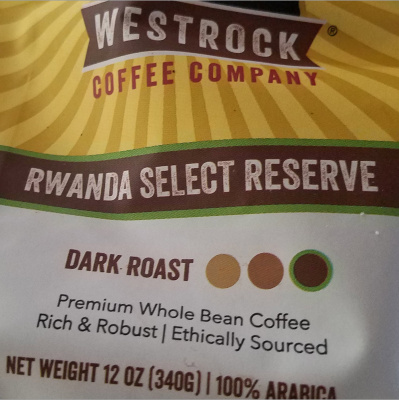 WESTROCK®
COFFEE COMPANY
RWANDA SELECT RESERVE
DARK ROAST
Premium Whole Bean Coffee
Rich & Robust | Ethically Sourced
NET WEIGHT 12 OZ (340G) | 100% ARABICA